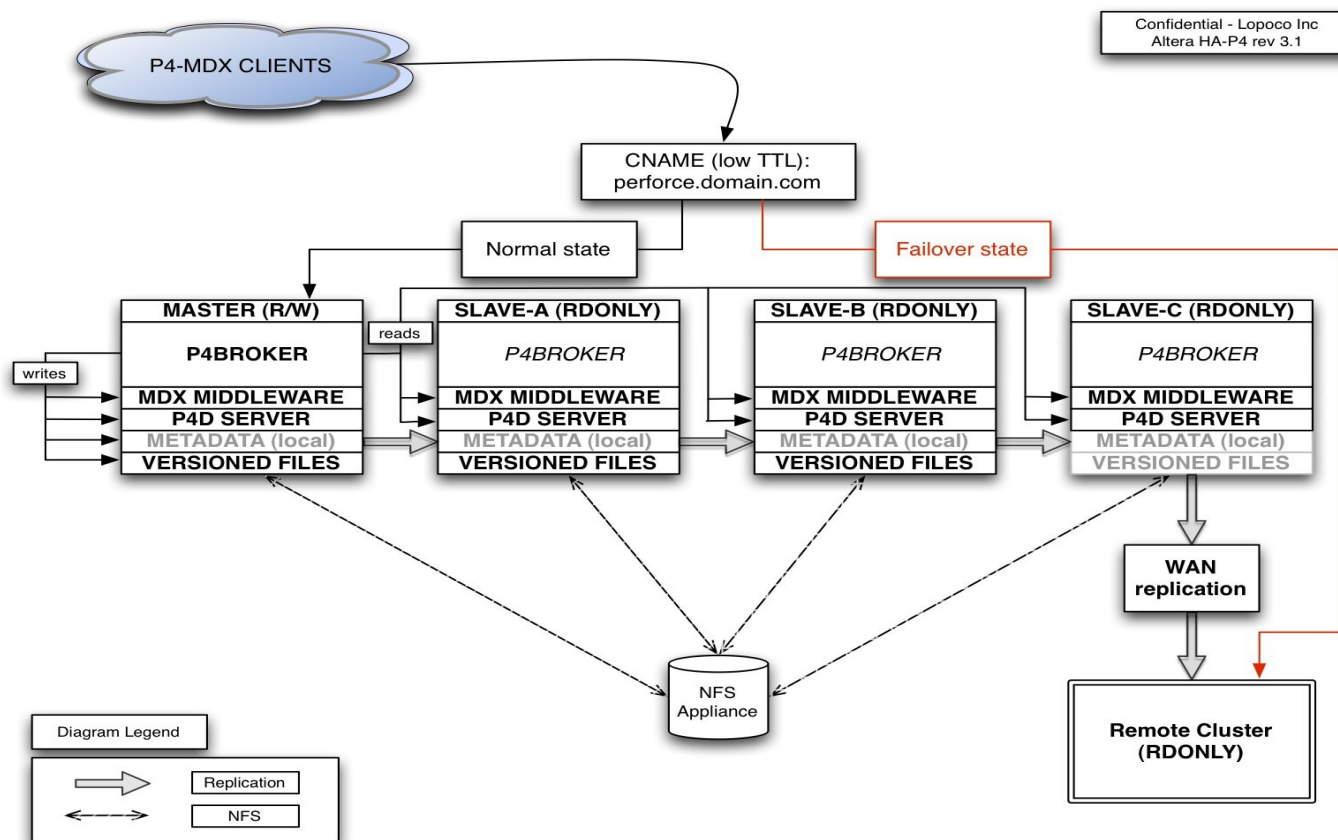 Confidential - Lopoco Inc
Altera HA-P4 rev 3.1
P4-MDX CLIENTS
CNAME (low TTL):
perforce.domain.com
Normal state
Failover state
MASTER (R/W)
P4BROKER
MDX MIDDLEWARE
P4D SERVER
METADATA (local)
VERSIONED FILES
writes
reads
SLAVE-A (RDONLY)
P4BROKER
MDX MIDDLEWARE
P4D SERVER
METADATA (local)
VERSIONED FILES
SLAVE-B (RDONLY)
P4BROKER
MDX MIDDLEWARE
P4D SERVER
METADATA (local)
VERSIONED FILES
SLAVE-C (RDONLY)
P4BROKER
MDX MIDDLEWARE
P4D SERVER
METADATA (local)
VERSIONED FILES
WAN
replication
NFS
Appliance
Remote Cluster
(RDONLY)
Diagram Legend
Replication
NFS